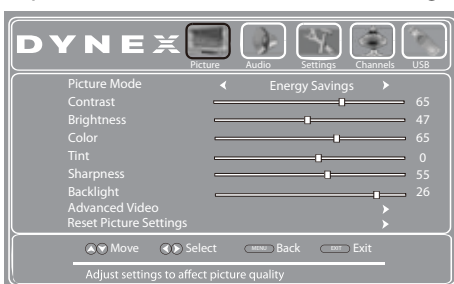 DYNEX
Picture Audio Settings Channels USB
Picture Mode Energy Savings
Contrast 65
Brightness 47
Color 65
Tint 0
Sharpness 55
Backlight 26
Advanced Video
Reset Picture Settings
Move Select MENU Back EXIT Exit
Adjust settings to affect picture quality